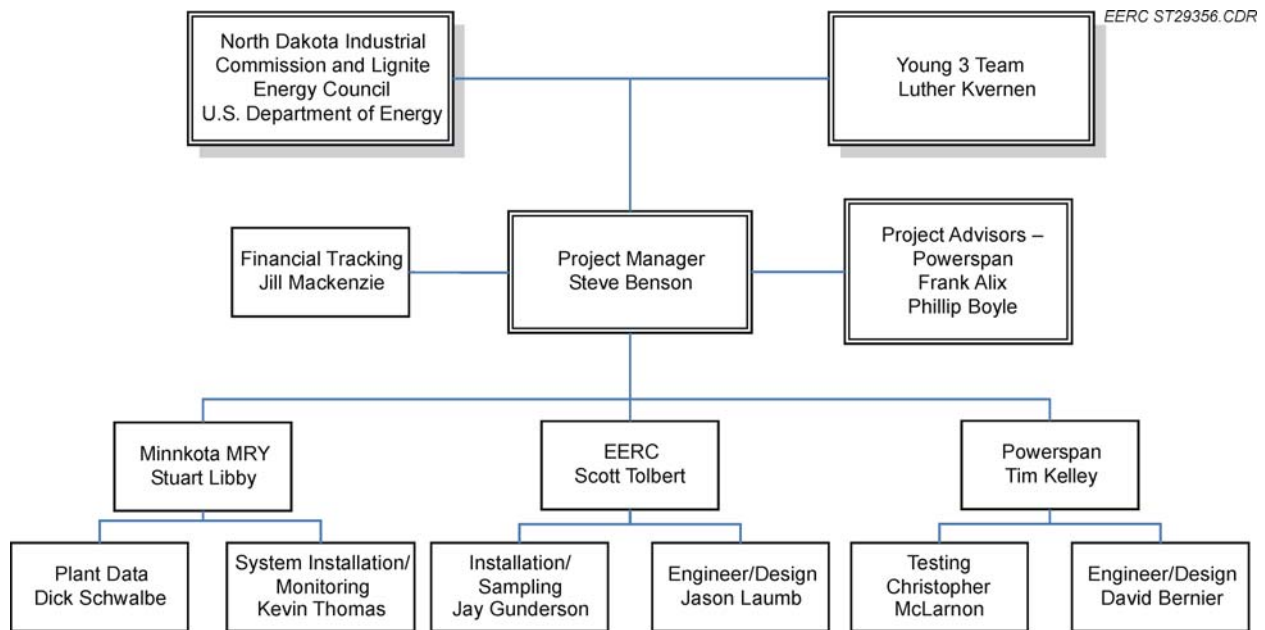 EERC ST29356.CDR
North Dakota Industrial
Commission and Lignite
Energy Council
U.S. Department of Energy
Young 3 Team
Luther Kvernen
Financial Tracking
Jill Mackenzie
Project Manager
Steve Benson
Project Advisors –
Powerspan
Frank Alix
Phillip Boyle
Minnkota MRY
Stuart Libby
EERC
Scott Tolbert
Powerspan
Tim Kelley
Plant Data
Dick Schwalbe
System Installation/
Monitoring
Kevin Thomas
Installation/
Sampling
Jay Gunderson
Engineer/Design
Jason Laumb
Testing
Christopher
McLarnon
Engineer/Design
David Bernier